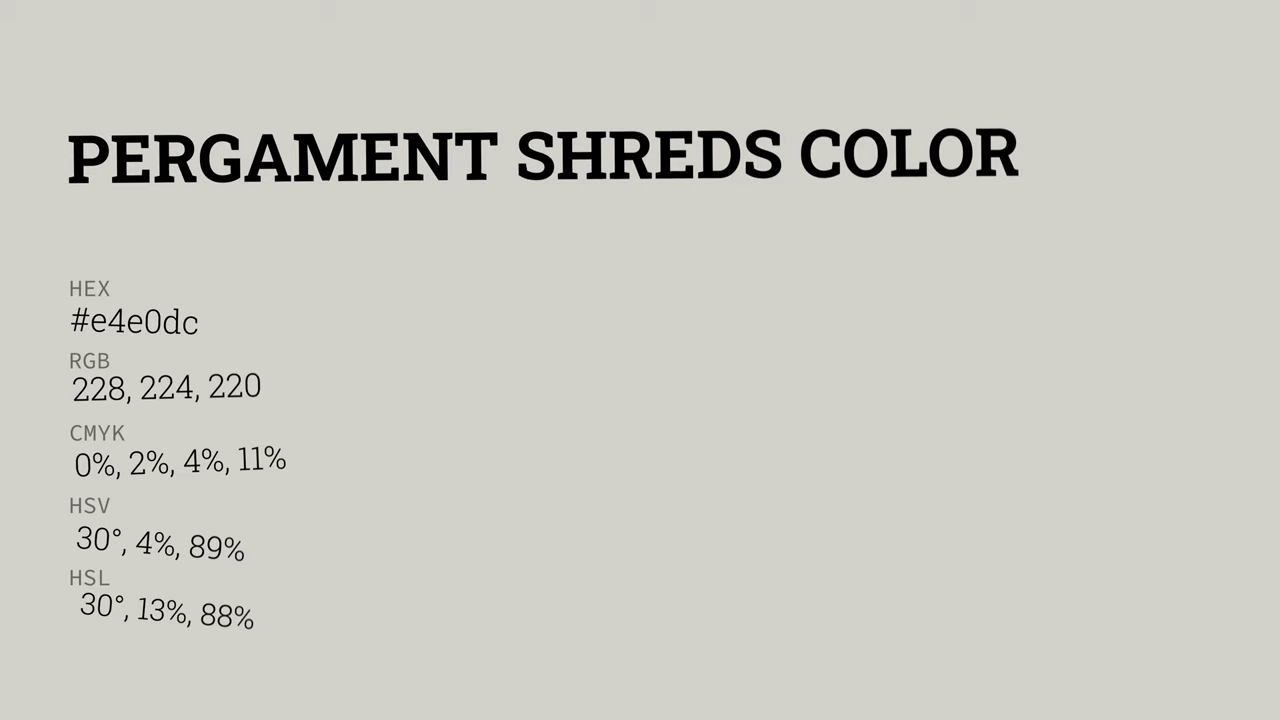 PERGAMENT SHREDS COLOR
HEX
#e4e0dc
RGB
228, 224, 220
CMYK
0%, 2%, 4%, 11%
HSV
30°, 4%, 89%
HSL
30°, 13%, 88%